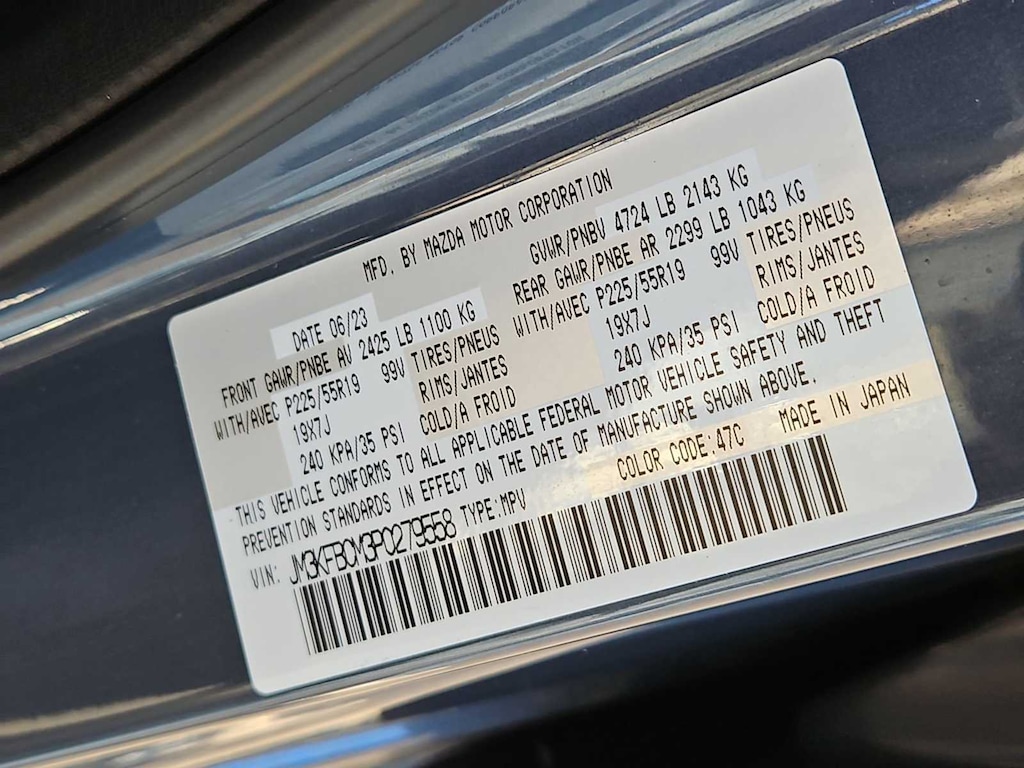 MFD. BY MAZDA MOTOR CORPORATION
DATE 06/23 GVWR/PNBV 4724 LB 2143 KG
FRONT GAWR/PNBE AV 2425 LB 1100 KG REAR GAWR/PNBE AR 2299 LB 1043 KG
WITH/AVEC P225/55R19 99V TIRES/PNEUS WITH/AVEC P225/55R19 99V TIRES/PNEUS
19X7J RIMS/JANTES 19X7J RIMS/JANTES
240 KPA/35 PSI COLD/A FROID 240 KPA/35 PSI COLD/A FROID
THIS VEHICLE CONFORMS TO ALL APPLICABLE FEDERAL MOTOR VEHICLE SAFETY AND THEFT
PREVENTION STANDARDS IN EFFECT ON THE DATE OF MANUFACTURE SHOWN ABOVE.
VIN: JM3KFBCM3P0279558 TYPE:MPV COLOR CODE:47C MADE IN JAPAN